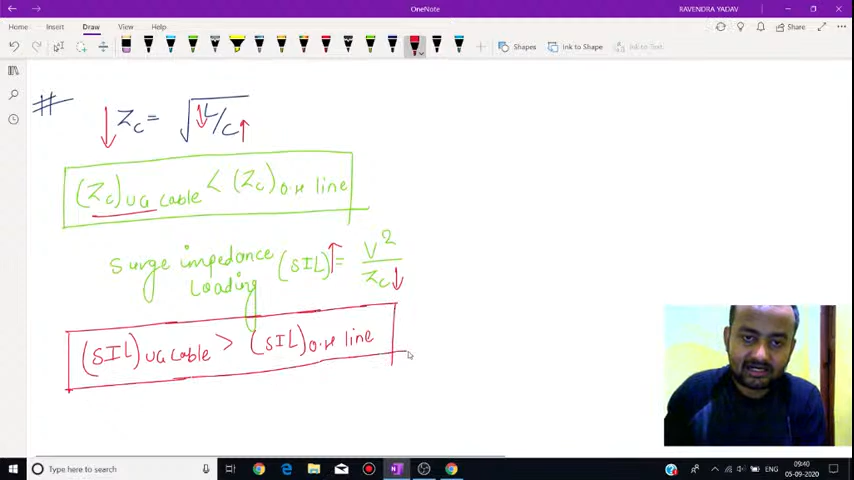 OneNote
RAVENDRA YADAV
Home Insert Draw View Help
Share
Shapes Ink to Shape Ink to Text
# ↓ Zc = √L↓/C↑
(Zc)UG cable < (Zc)O.H line
Surge impedance Loading (SIL)↑ = V²/Zc↓
(SIL)UG cable > (SIL)O.H line
Type here to search
ENG
09:40
05-09-2020